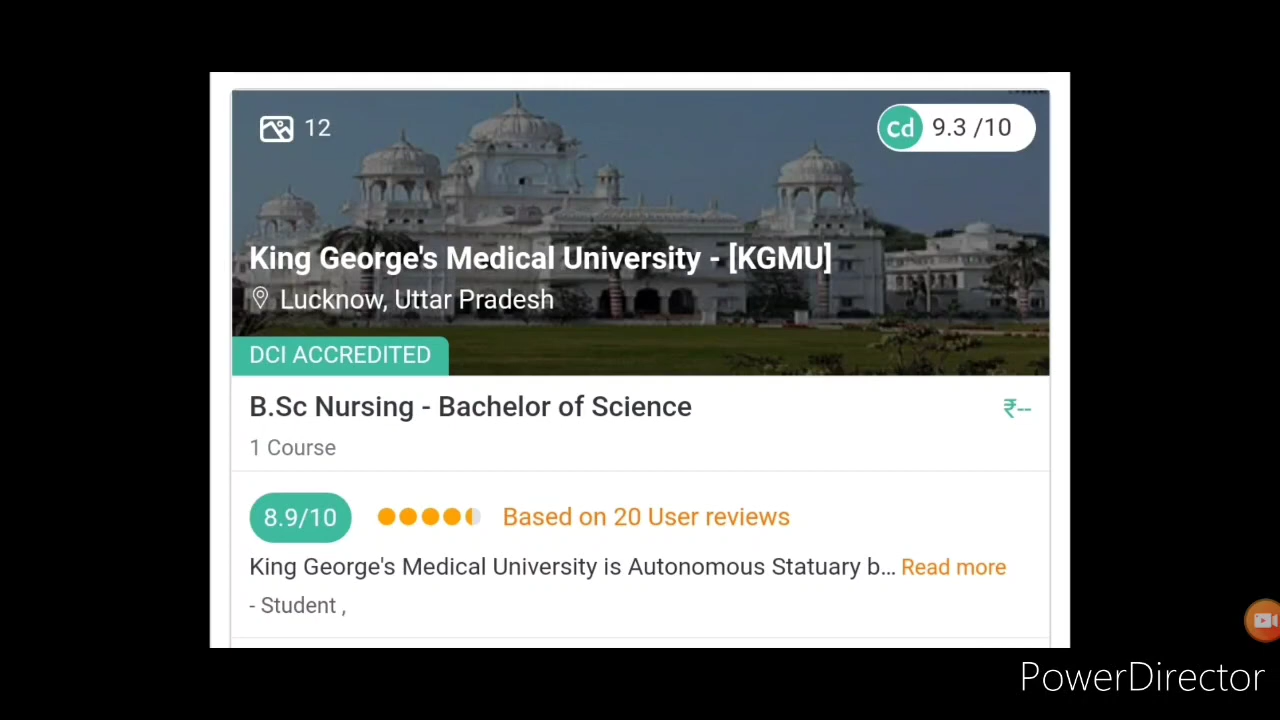 12
cd 9.3 /10
King George's Medical University - [KGMU]
Lucknow, Uttar Pradesh
DCI ACCREDITED
B.Sc Nursing - Bachelor of Science ₹--
1 Course
8.9/10 Based on 20 User reviews
King George's Medical University is Autonomous Statuary b... Read more
- Student ,
PowerDirector